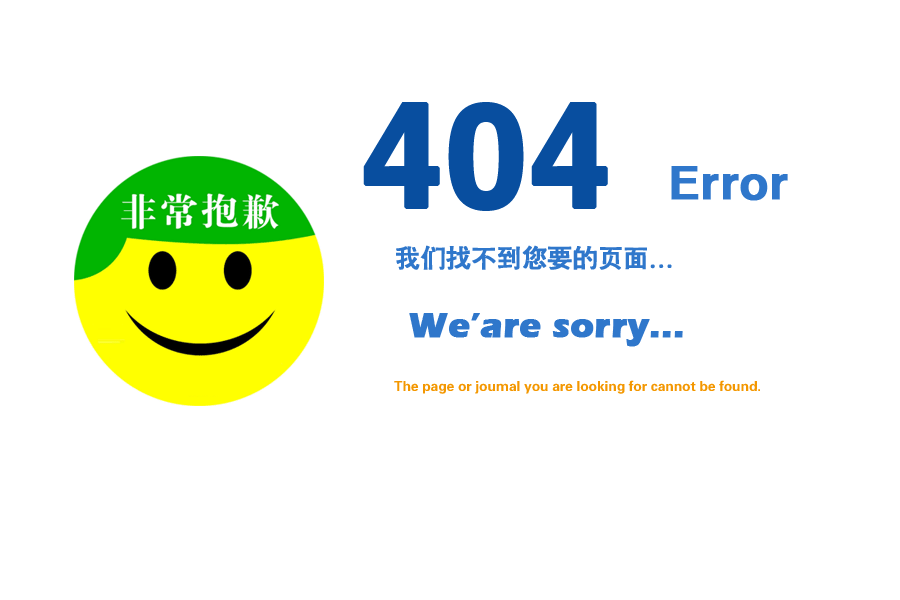 404 Error
非常抱歉
我们找不到您要的页面...
We'are sorry...
The page or joumal you are looking for cannot be found.